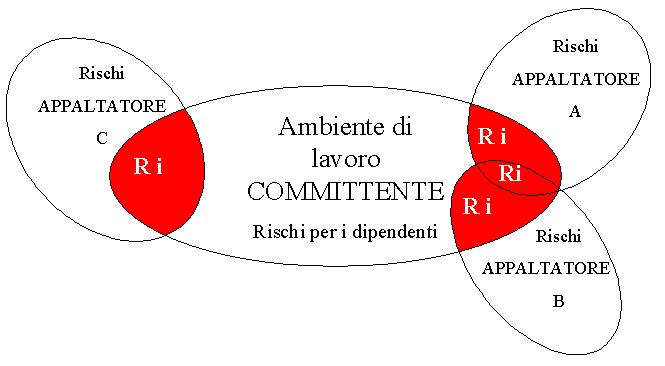 Rischi
APPALTATORE
C
R i
Ambiente di
lavoro
COMMITTENTE
Rischi per i dipendenti
Rischi
APPALTATORE
A
R i
Ri
R i
Rischi
APPALTATORE
B